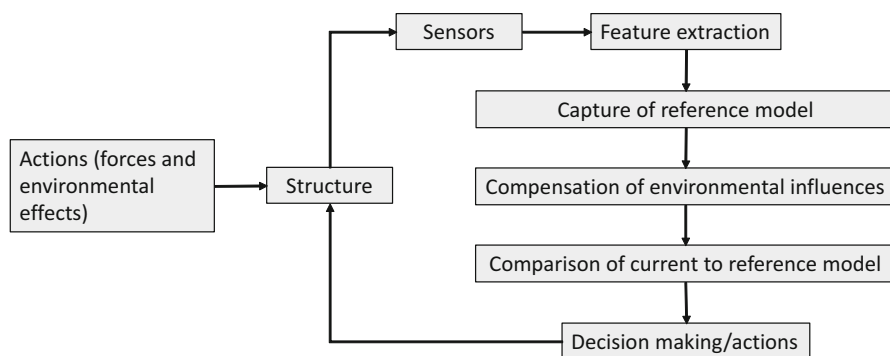 Sensors
Feature extraction
Capture of reference model
Actions (forces and
environmental
effects)
Structure
Compensation of environmental influences
Comparison of current to reference model
Decision making/actions